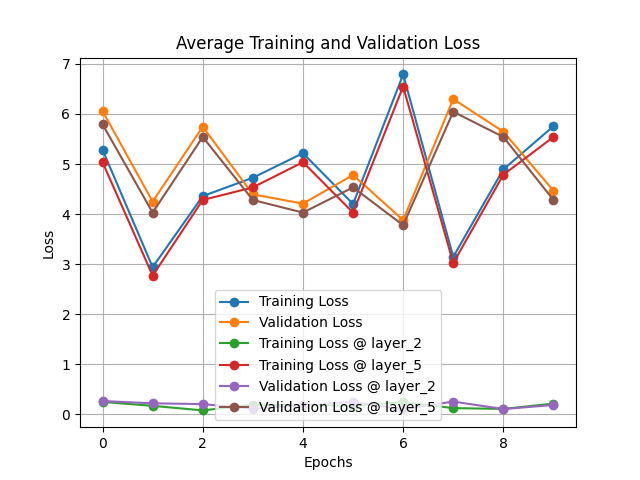 Average Training and Validation Loss
7
6
5
4
3
2
1
0
Loss
Training Loss
Validation Loss
Training Loss @ layer_2
Training Loss @ layer_5
Validation Loss @ layer_2
Validation Loss @ layer_5
0 2 4 6 8
Epochs